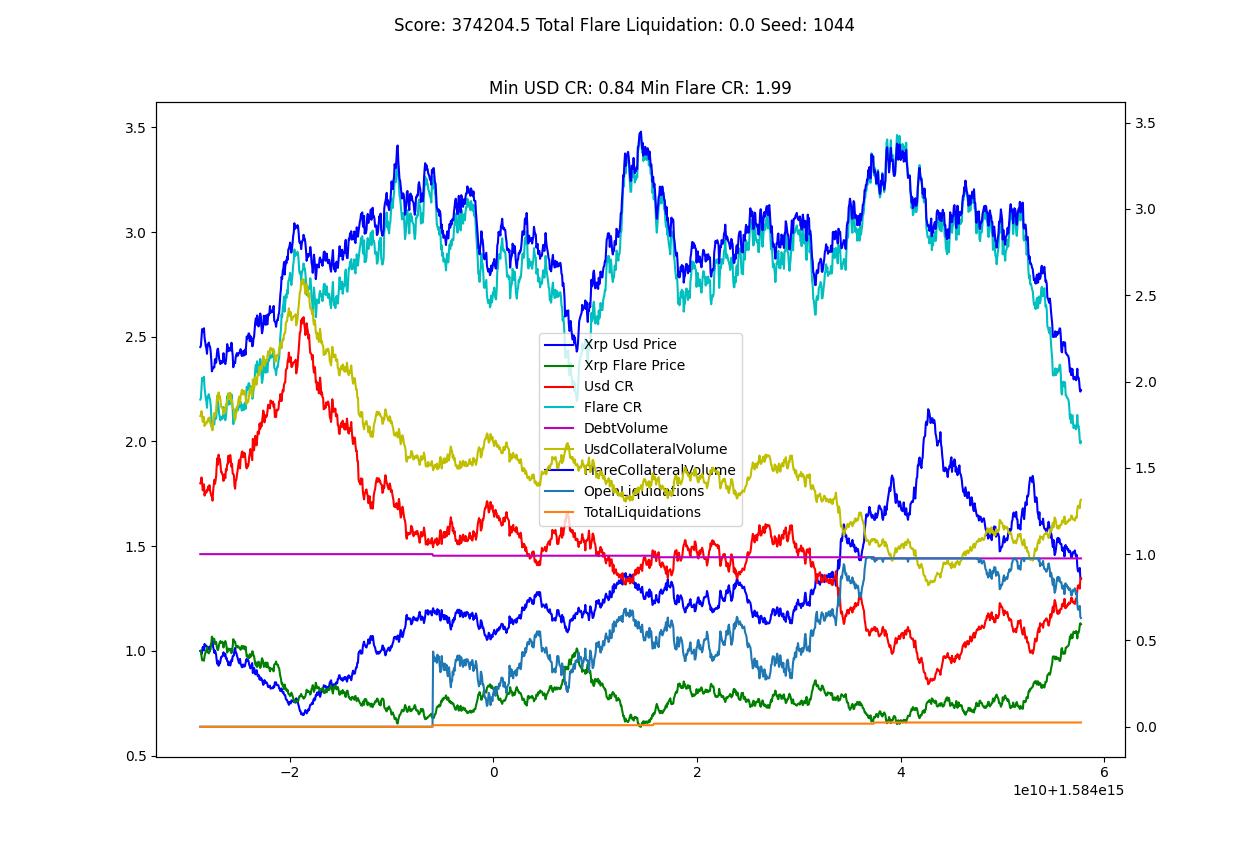 Score: 374204.5 Total Flare Liquidation: 0.0 Seed: 1044
Min USD CR: 0.84 Min Flare CR: 1.99
3.5
3.0
2.5
2.0
1.5
1.0
0.5
3.5
3.0
2.5
2.0
1.5
1.0
0.5
0.0
Xrp Usd Price
Xrp Flare Price
Usd CR
Flare CR
DebtVolume
UsdCollateralVolume
FlareCollateralVolume
OpenLiquidations
TotalLiquidations
−2 0 2 4 6
1e10+1.584e15